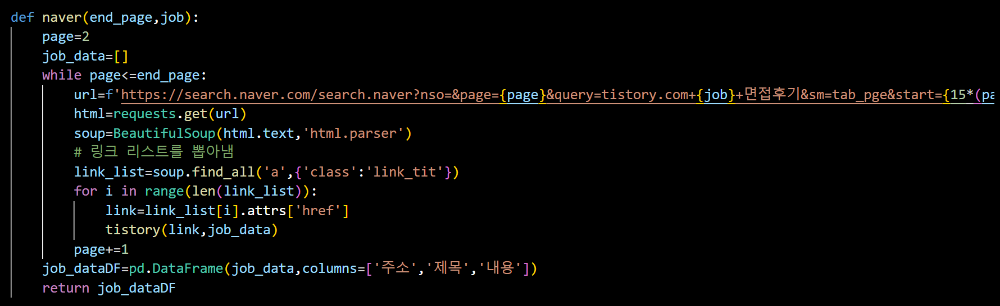 def naver(end_page,job):
    page=2
    job_data=[]
    while page<=end_page:
        url=f'https://search.naver.com/search.naver?nso=&page={page}&query=tistory.com+{job}+면접후기&sm=tab_pge&start={15*(pa
        html=requests.get(url)
        soup=BeautifulSoup(html.text,'html.parser')
        # 링크 리스트를 뽑아냄
        link_list=soup.find_all('a',{'class':'link_tit'})
        for i in range(len(link_list)):
            link=link_list[i].attrs['href']
            tistory(link,job_data)
        page+=1
    job_dataDF=pd.DataFrame(job_data,columns=['주소','제목','내용'])
    return job_dataDF